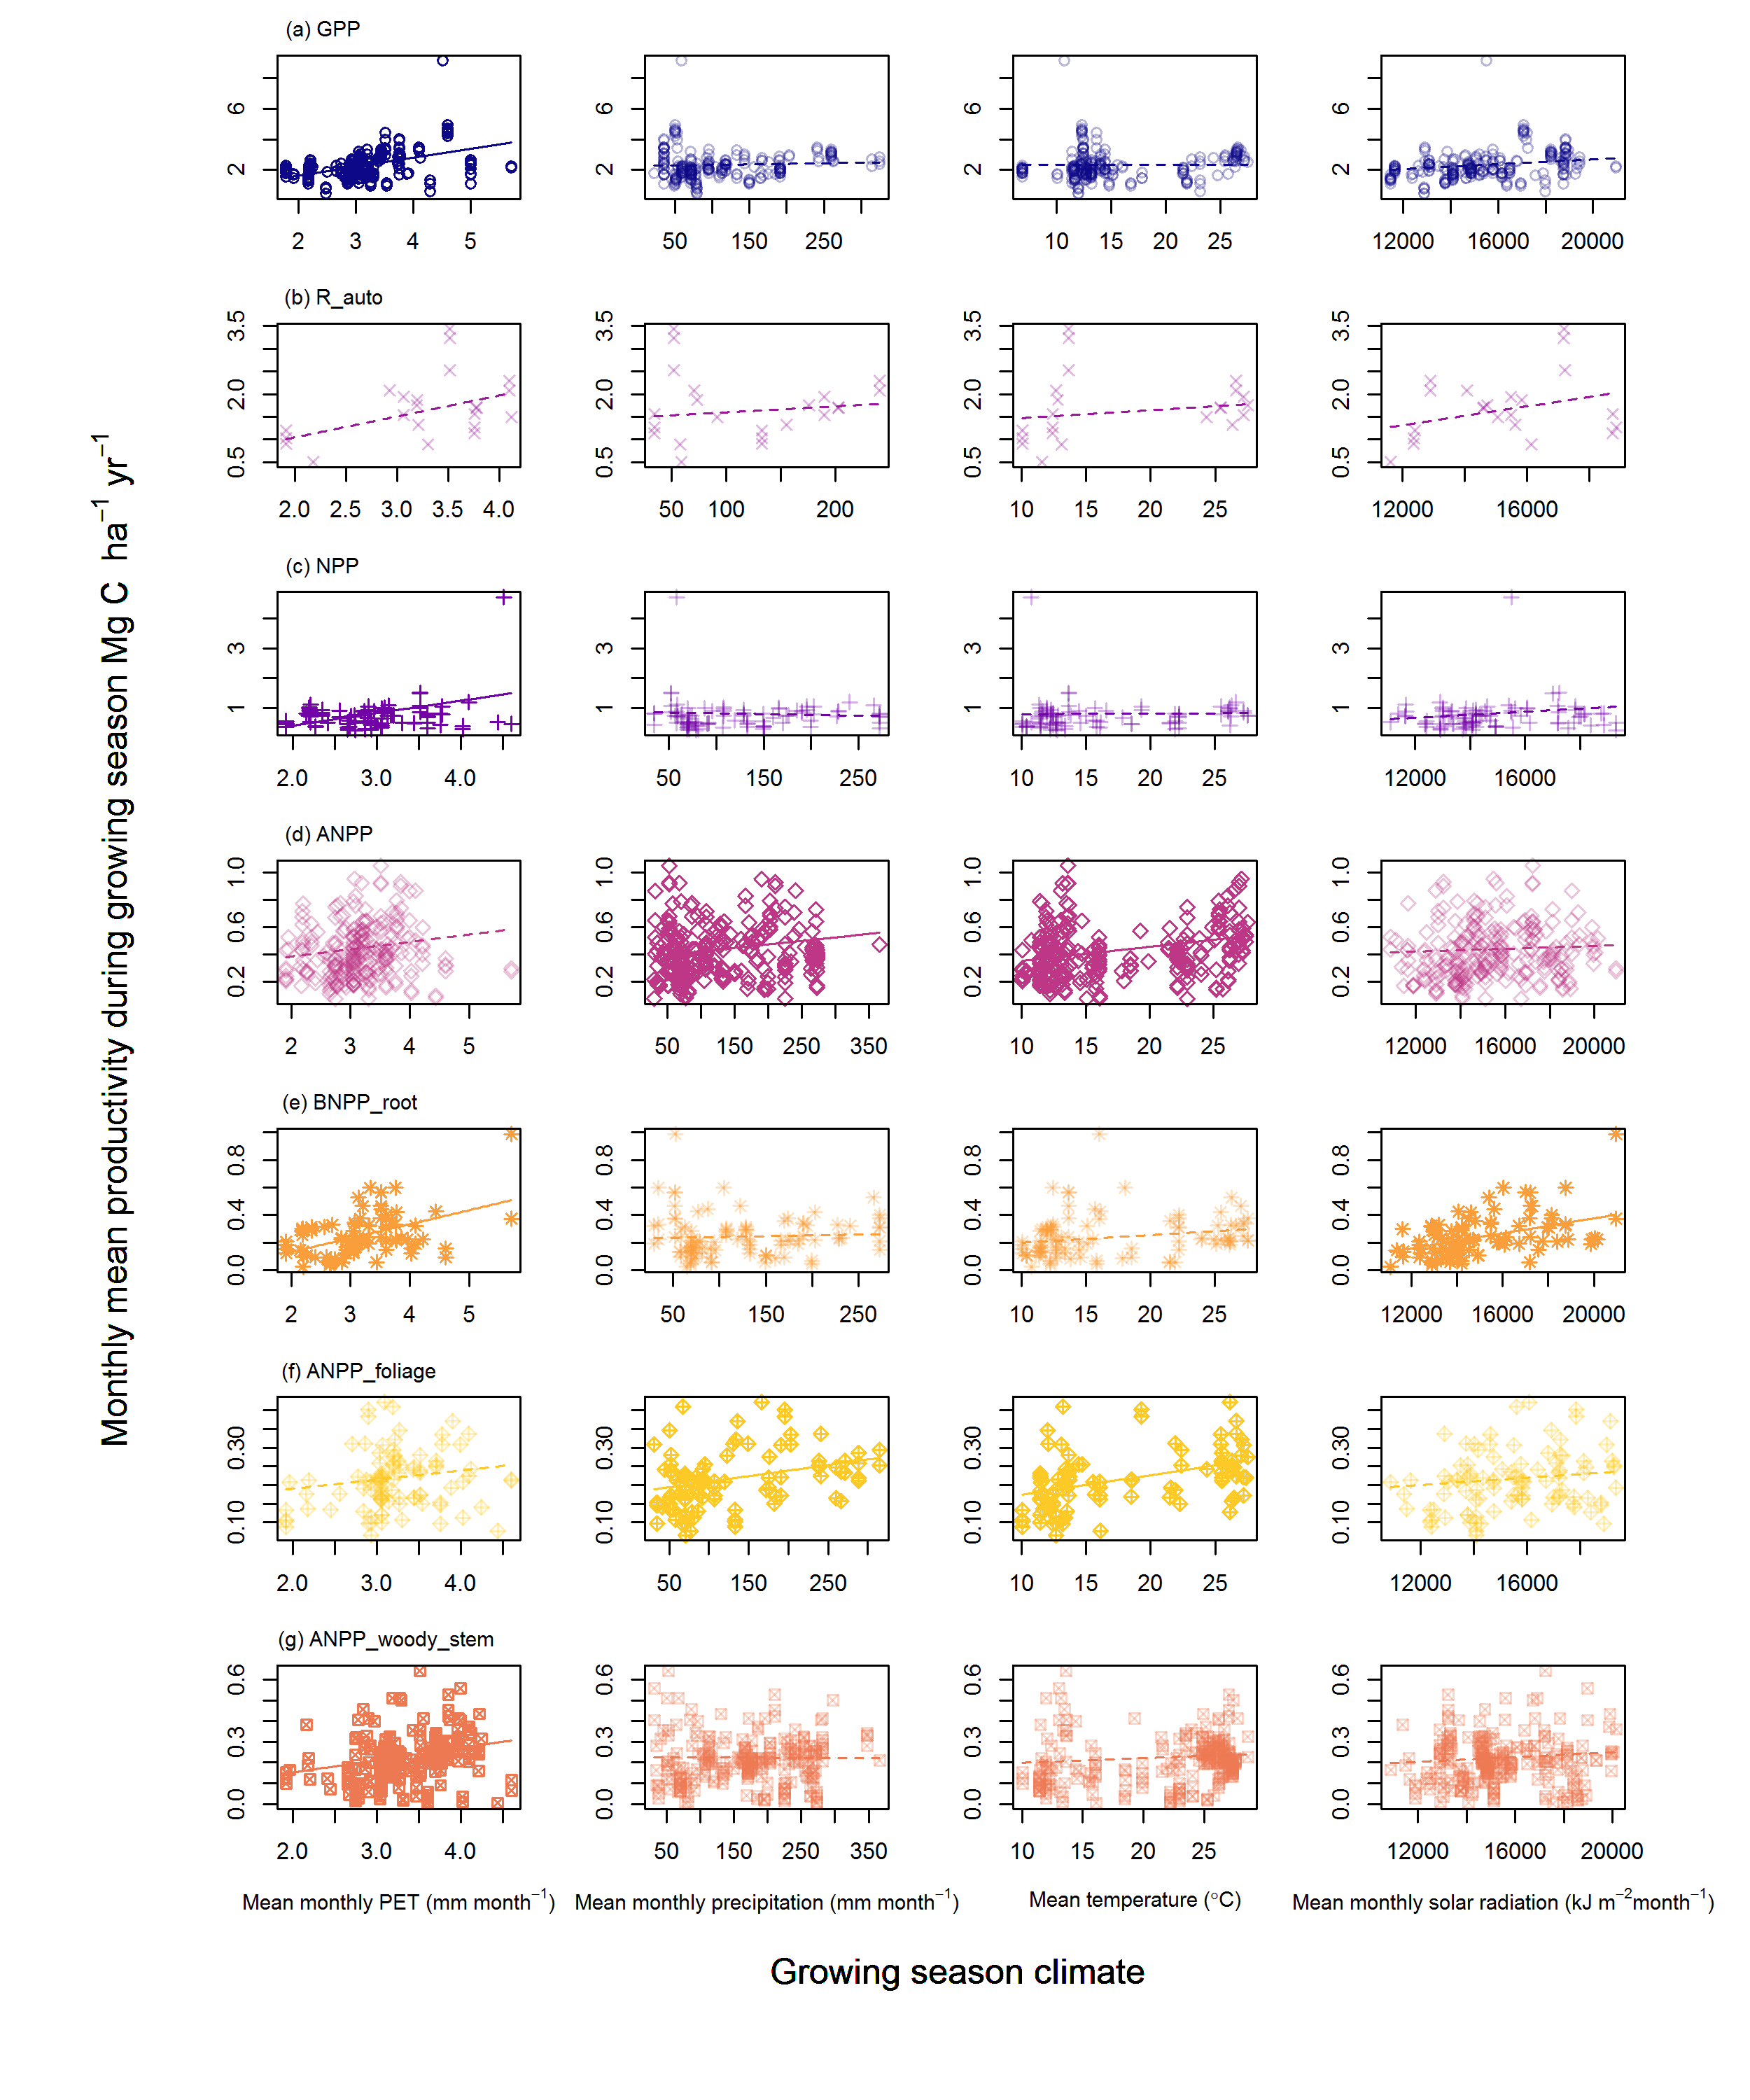 Monthly mean productivity during growing season Mg C ha⁻¹ yr⁻¹
(a) GPP
2 6
2 3 4 5
2 6
50 150 250
2 6
10 15 20 25
2 6
12000 16000 20000
(b) R_auto
0.5 2.0 3.5
2.0 2.5 3.0 3.5 4.0
0.5 2.0 3.5
50 100 200
0.5 2.0 3.5
10 15 20 25
0.5 2.0 3.5
12000 16000
(c) NPP
1 3
2.0 3.0 4.0
1 3
50 150 250
1 3
10 15 20 25
1 3
12000 16000
(d) ANPP
0.2 0.6 1.0
2 3 4 5
0.2 0.6 1.0
50 150 250 350
0.2 0.6 1.0
10 15 20 25
0.2 0.6 1.0
12000 16000 20000
(e) BNPP_root
0.0 0.4 0.8
2 3 4 5
0.0 0.4 0.8
50 150 250
0.0 0.4 0.8
10 15 20 25
0.0 0.4 0.8
12000 16000 20000
(f) ANPP_foliage
0.10 0.30
2.0 3.0 4.0
0.10 0.30
50 150 250
0.10 0.30
10 15 20 25
0.10 0.30
12000 16000
(g) ANPP_woody_stem
0.0 0.3 0.6
2.0 3.0 4.0
0.0 0.3 0.6
50 150 250 350
0.0 0.3 0.6
10 15 20 25
0.0 0.3 0.6
12000 16000 20000
Mean monthly PET (mm month⁻¹)
Mean monthly precipitation (mm month⁻¹)
Mean temperature (°C)
Mean monthly solar radiation (kJ m⁻²month⁻¹)
Growing season climate